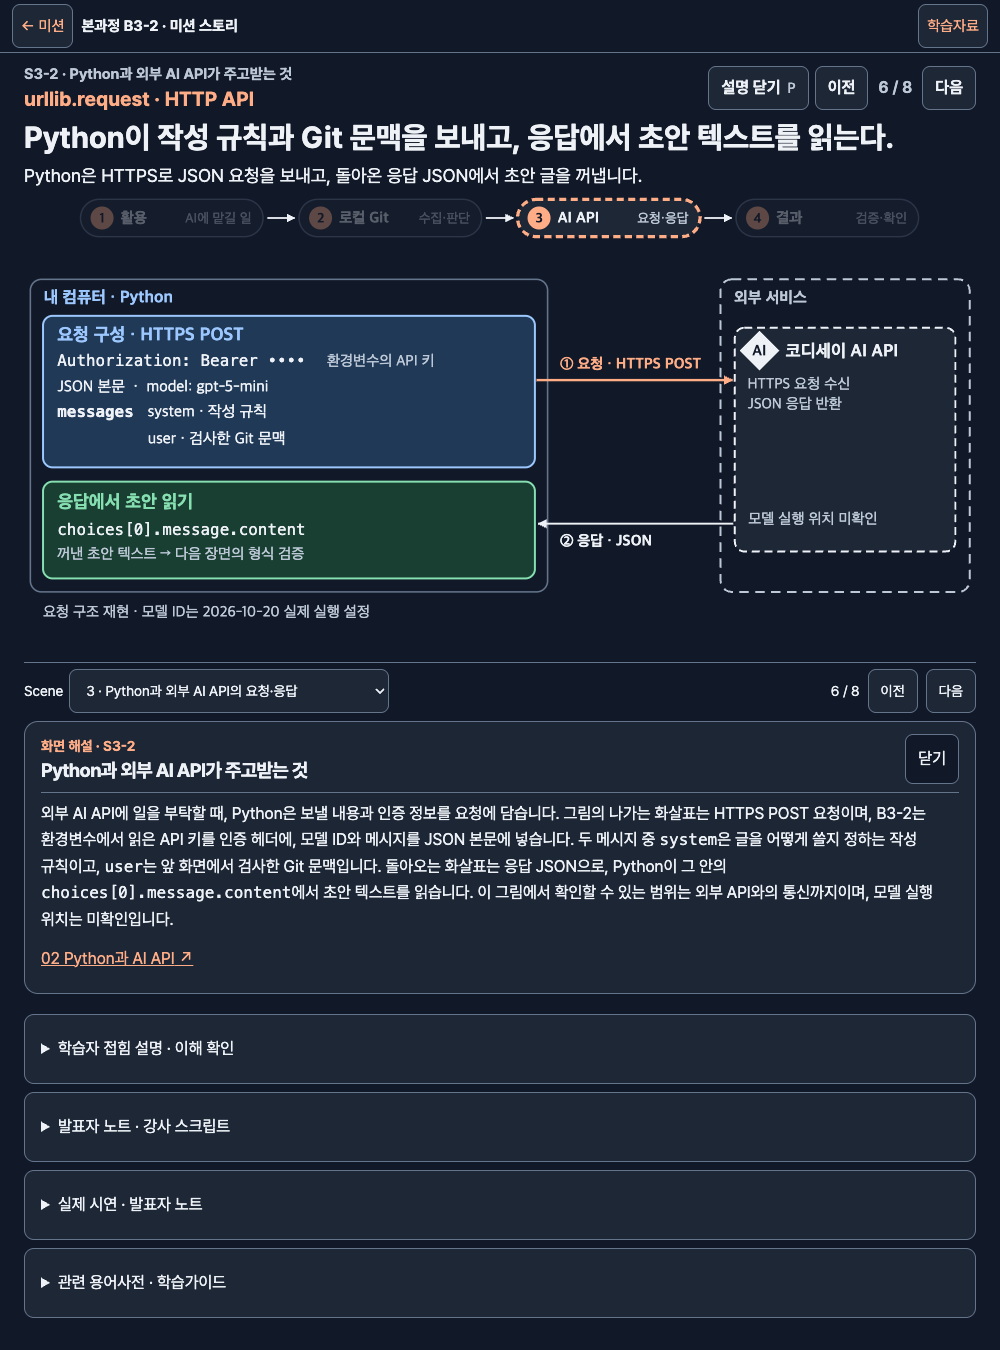 ← 미션
본과정 B3-2 · 미션 스토리
학습자료
S3-2 · Python과 외부 AI API가 주고받는 것
urllib.request · HTTP API
설명 닫기 P
이전
6 / 8
다음
Python이 작성 규칙과 Git 문맥을 보내고, 응답에서 초안 텍스트를 읽는다.
Python은 HTTPS로 JSON 요청을 보내고, 돌아온 응답 JSON에서 초안 글을 꺼냅니다.
1 활용 AI에 맡길 일
2 로컬 Git 수집·판단
3 AI API 요청·응답
4 결과 검증·확인
내 컴퓨터 · Python
요청 구성 · HTTPS POST
Authorization: Bearer •••• 환경변수의 API 키
JSON 본문 · model: gpt-5-mini
messages system · 작성 규칙
user · 검사한 Git 문맥
응답에서 초안 읽기
choices[0].message.content
꺼낸 초안 텍스트 → 다음 장면의 형식 검증
① 요청 · HTTPS POST
② 응답 · JSON
외부 서비스
AI 코디세이 AI API
HTTPS 요청 수신
JSON 응답 반환
모델 실행 위치 미확인
요청 구조 재현 · 모델 ID는 2026-10-20 실제 실행 설정
Scene
3 · Python과 외부 AI API의 요청·응답
6 / 8
이전
다음
화면 해설 · S3-2
Python과 외부 AI API가 주고받는 것
닫기
외부 AI API에 일을 부탁할 때, Python은 보낼 내용과 인증 정보를 요청에 담습니다. 그림의 나가는 화살표는 HTTPS POST 요청이며, B3-2는
환경변수에서 읽은 API 키를 인증 헤더에, 모델 ID와 메시지를 JSON 본문에 넣습니다. 두 메시지 중 system은 글을 어떻게 쓸지 정하는 작성
규칙이고, user는 앞 화면에서 검사한 Git 문맥입니다. 돌아오는 화살표는 응답 JSON으로, Python이 그 안의
choices[0].message.content에서 초안 텍스트를 읽습니다. 이 그림에서 확인할 수 있는 범위는 외부 API와의 통신까지이며, 모델 실행
위치는 미확인입니다.
02 Python과 AI API ↗
▶ 학습자 접힘 설명 · 이해 확인
▶ 발표자 노트 · 강사 스크립트
▶ 실제 시연 · 발표자 노트
▶ 관련 용어사전 · 학습가이드